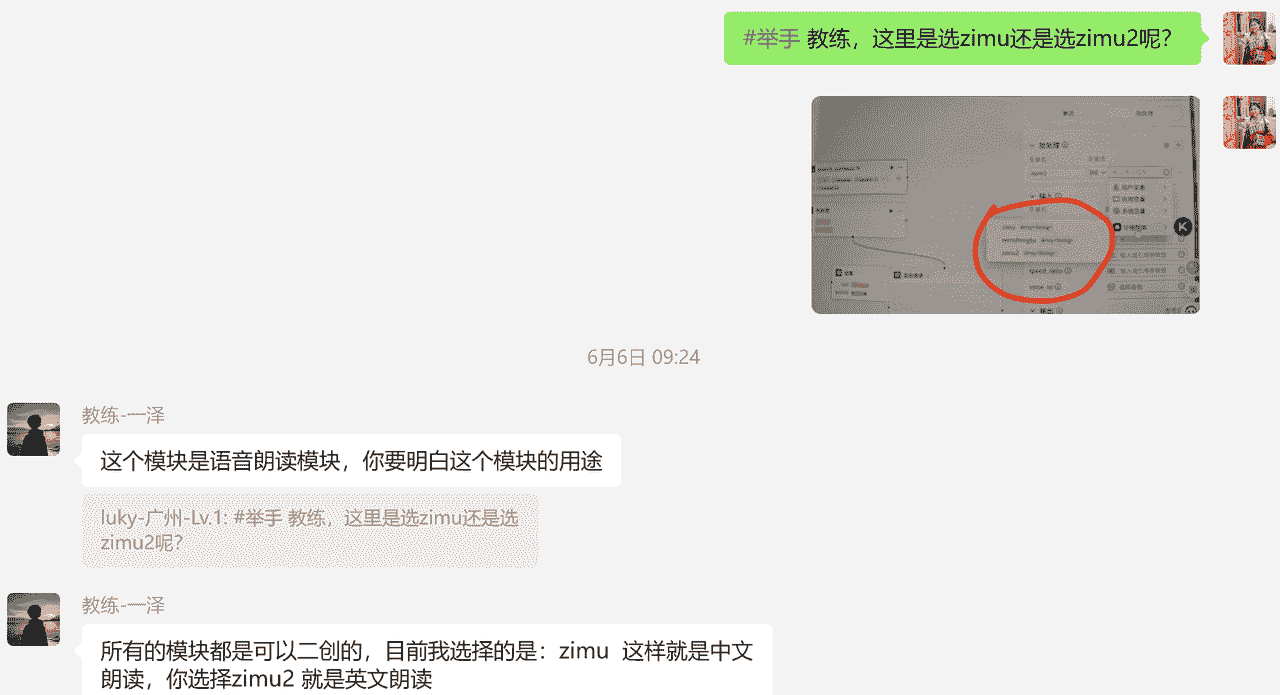 #举手 教练，这里是选zimu还是选zimu2呢？
K
6月6日 09:24
教练-一泽
这个模块是语音朗读模块，你要明白这个模块的用途
luky-广州-Lv.1: #举手 教练，这里是选zimu还是选
zimu2呢？
教练-一泽
所有的模块都是可以二创的，目前我选择的是：zimu 这样就是中文
朗读，你选择zimu2 就是英文朗读